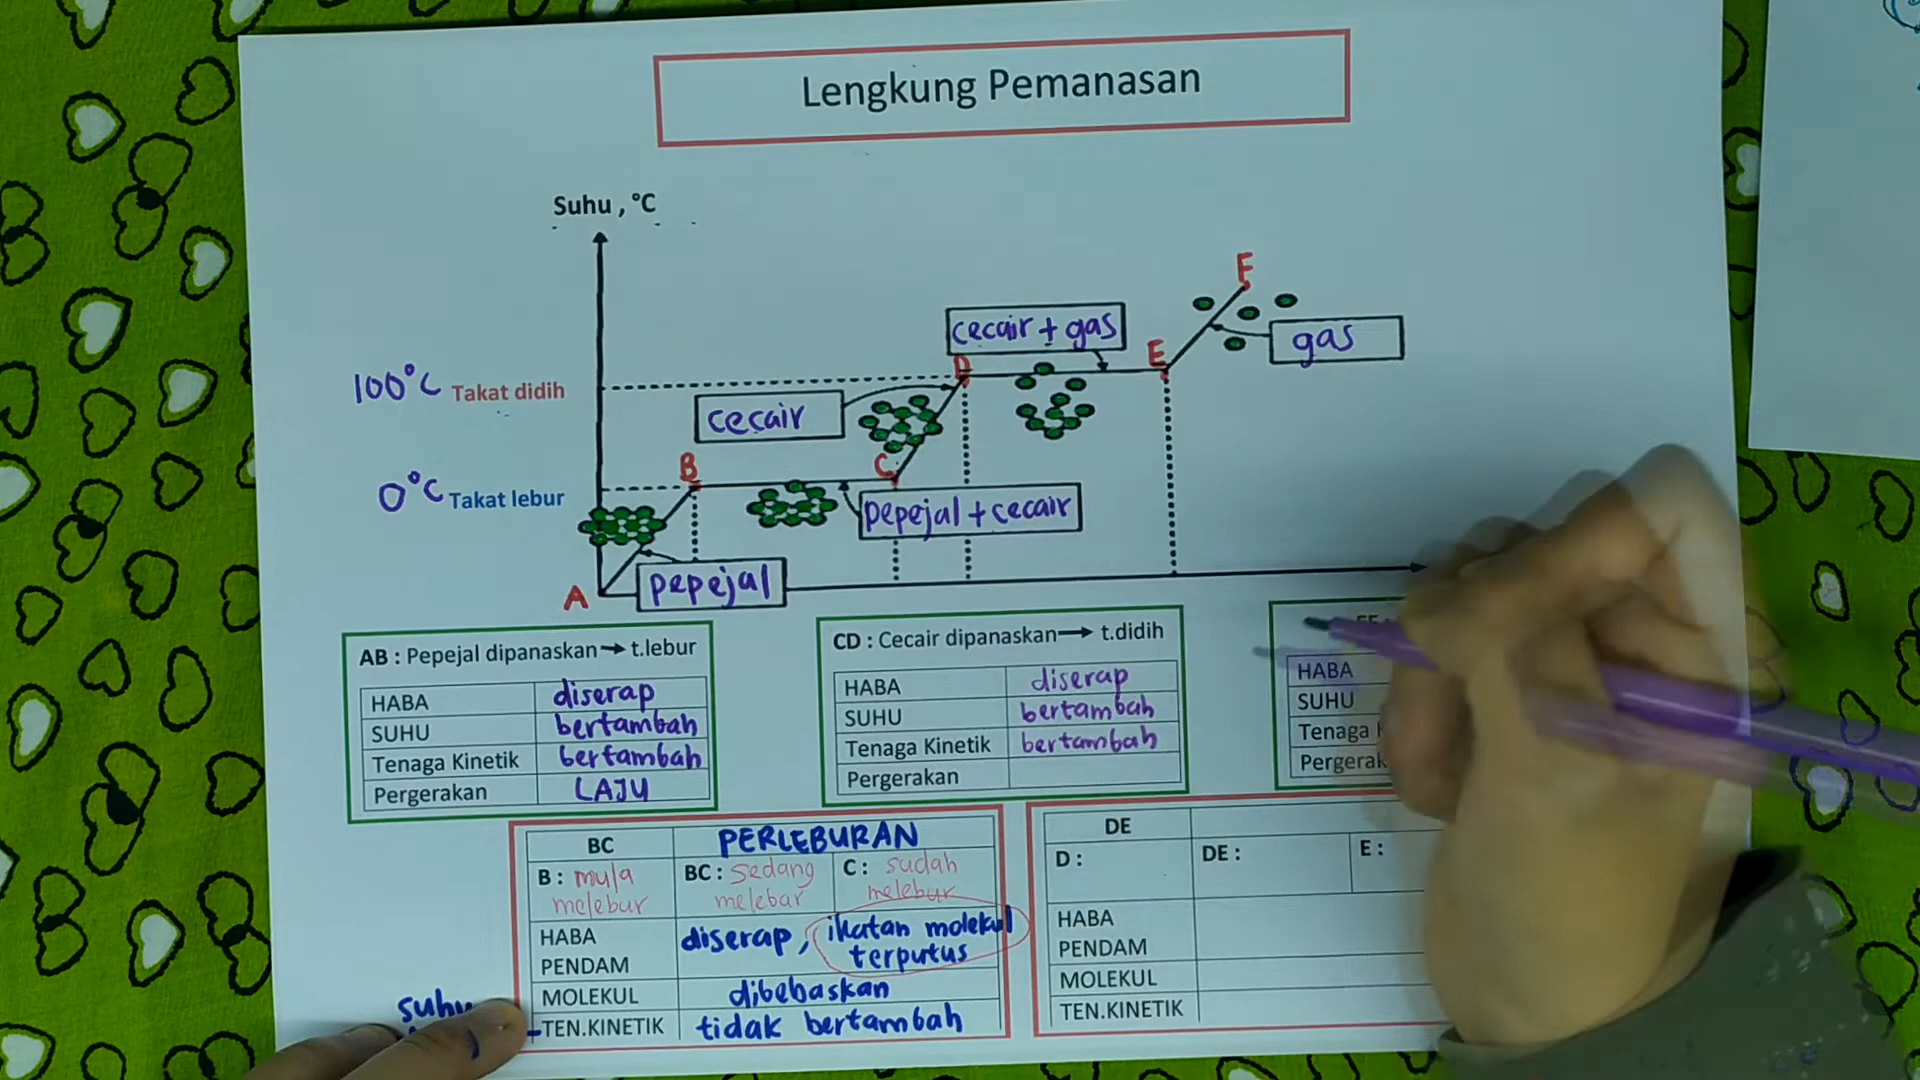 Lengkung Pemanasan
Suhu , °C
F
cecair + gas
E
gas
D
100°C Takat didih
cecair
B
C
0°C Takat lebur
pepejal + cecair
A
pepejal
AB : Pepejal dipanaskan → t.lebur
HABA diserap
SUHU bertambah
Tenaga Kinetik bertambah
Pergerakan LAJU
CD : Cecair dipanaskan → t.didih
HABA diserap
SUHU bertambah
Tenaga Kinetik bertambah
Pergerakan
HABA
SUHU
Tenaga
Pergerak
BC PERLEBURAN
B : mula melebur
BC : Sedang melebar
C : sudah melebur
HABA PENDAM diserap, ikatan molekul terputus
MOLEKUL dibebaskan
TEN.KINETIK tidak bertambah
suhu
DE
D : DE : E :
HABA
PENDAM
MOLEKUL
TEN.KINETIK